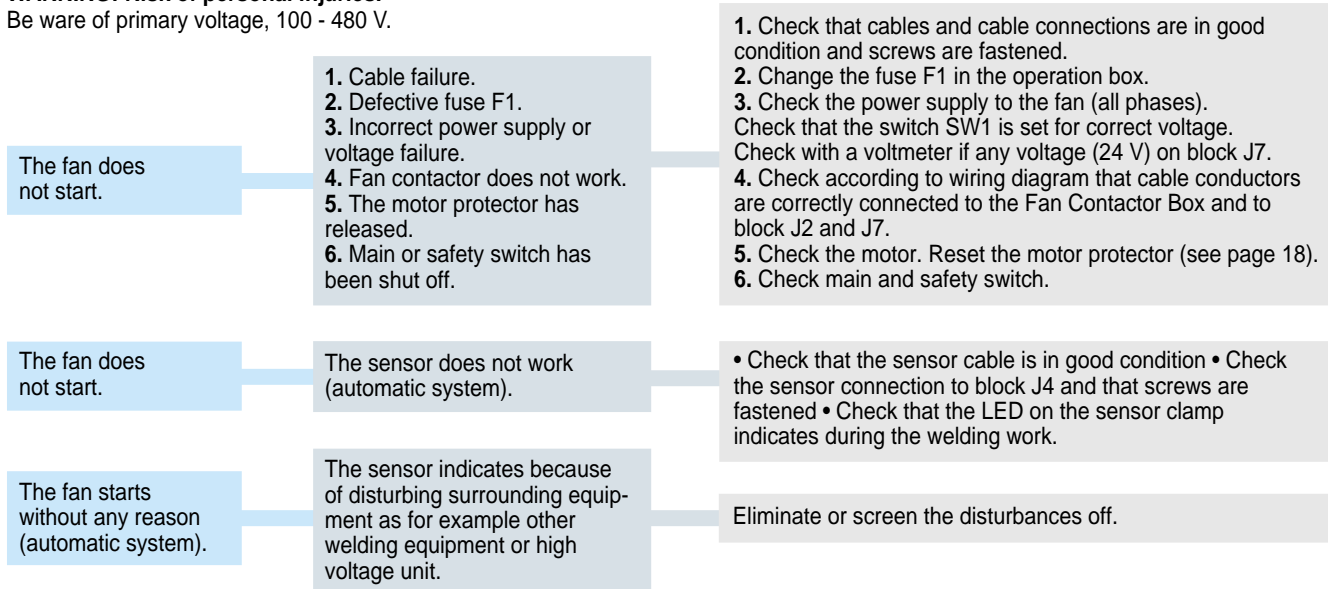 Be ware of primary voltage, 100 - 480 V.
The fan does
not start.
1. Cable failure.
2. Defective fuse F1.
3. Incorrect power supply or
voltage failure.
4. Fan contactor does not work.
5. The motor protector has
released.
6. Main or safety switch has
been shut off.
1. Check that cables and cable connections are in good
condition and screws are fastened.
2. Change the fuse F1 in the operation box.
3. Check the power supply to the fan (all phases).
Check that the switch SW1 is set for correct voltage.
Check with a voltmeter if any voltage (24 V) on block J7.
4. Check according to wiring diagram that cable conductors
are correctly connected to the Fan Contactor Box and to
block J2 and J7.
5. Check the motor. Reset the motor protector (see page 18).
6. Check main and safety switch.
The fan does
not start.
The sensor does not work
(automatic system).
• Check that the sensor cable is in good condition • Check
the sensor connection to block J4 and that screws are
fastened • Check that the LED on the sensor clamp
indicates during the welding work.
The fan starts
without any reason
(automatic system).
The sensor indicates because
of disturbing surrounding equip-
ment as for example other
welding equipment or high
voltage unit.
Eliminate or screen the disturbances off.